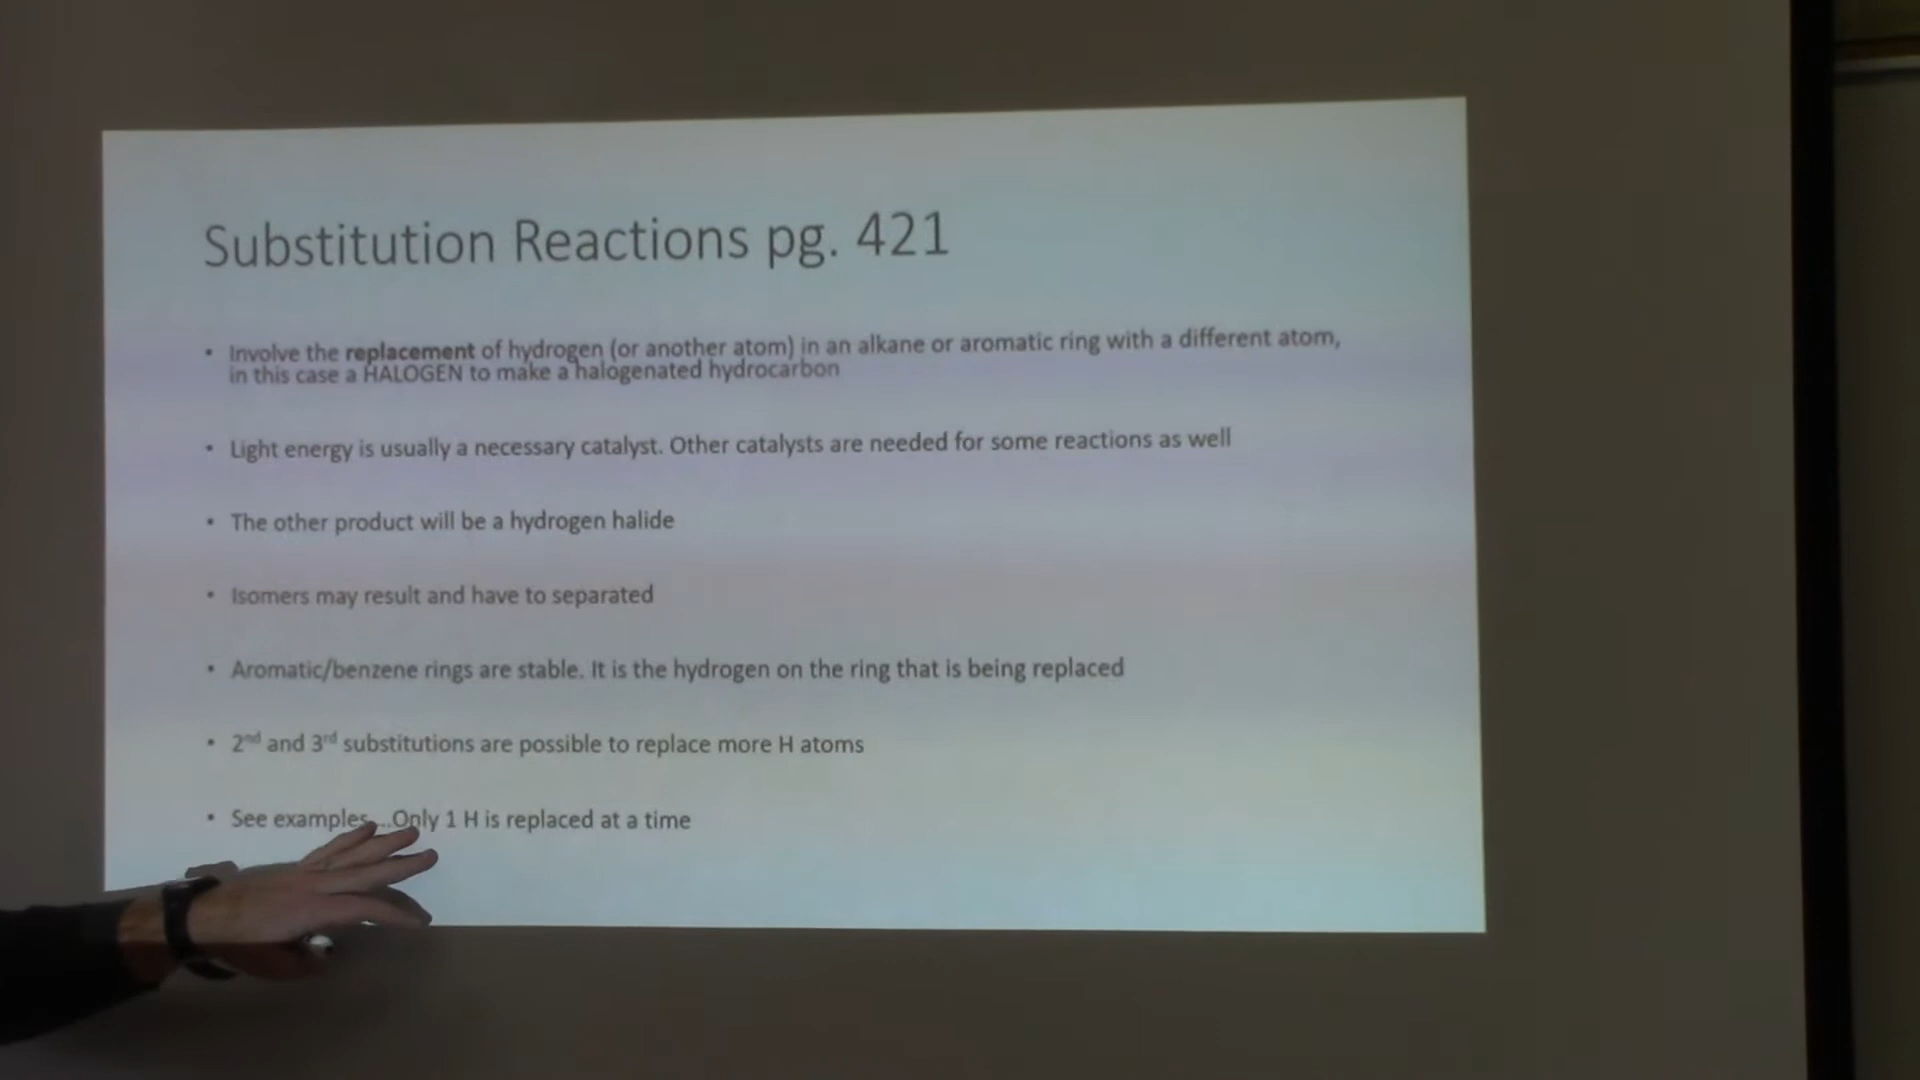 Substitution Reactions pg. 421
• Involve the replacement of hydrogen (or another atom) in an alkane or aromatic ring with a different atom,
in this case a HALOGEN to make a halogenated hydrocarbon
• Light energy is usually a necessary catalyst. Other catalysts are needed for some reactions as well
• The other product will be a hydrogen halide
• Isomers may result and have to separated
• Aromatic/benzene rings are stable. It is the hydrogen on the ring that is being replaced
• 2nd and 3rd substitutions are possible to replace more H atoms
• See examples....Only 1 H is replaced at a time